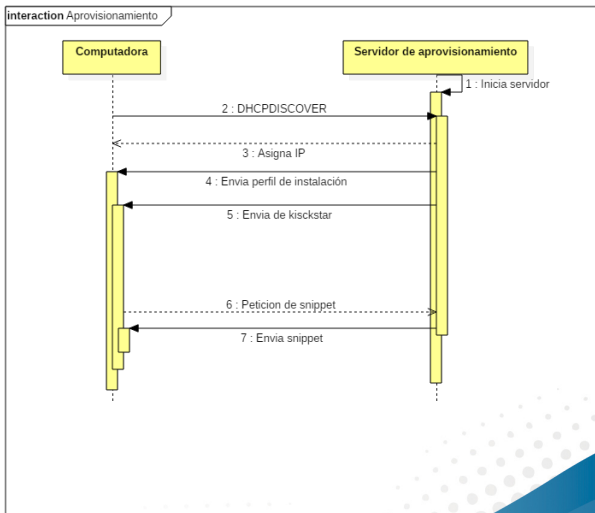 interaction Aprovisionamiento
Computadora
Servidor de aprovisionamiento
1 : Inicia servidor
2 : DHCPDISCOVER
3 : Asigna IP
4 : Envia perfil de instalación
5 : Envia de kisckstar
6 : Peticion de snippet
7 : Envia snippet